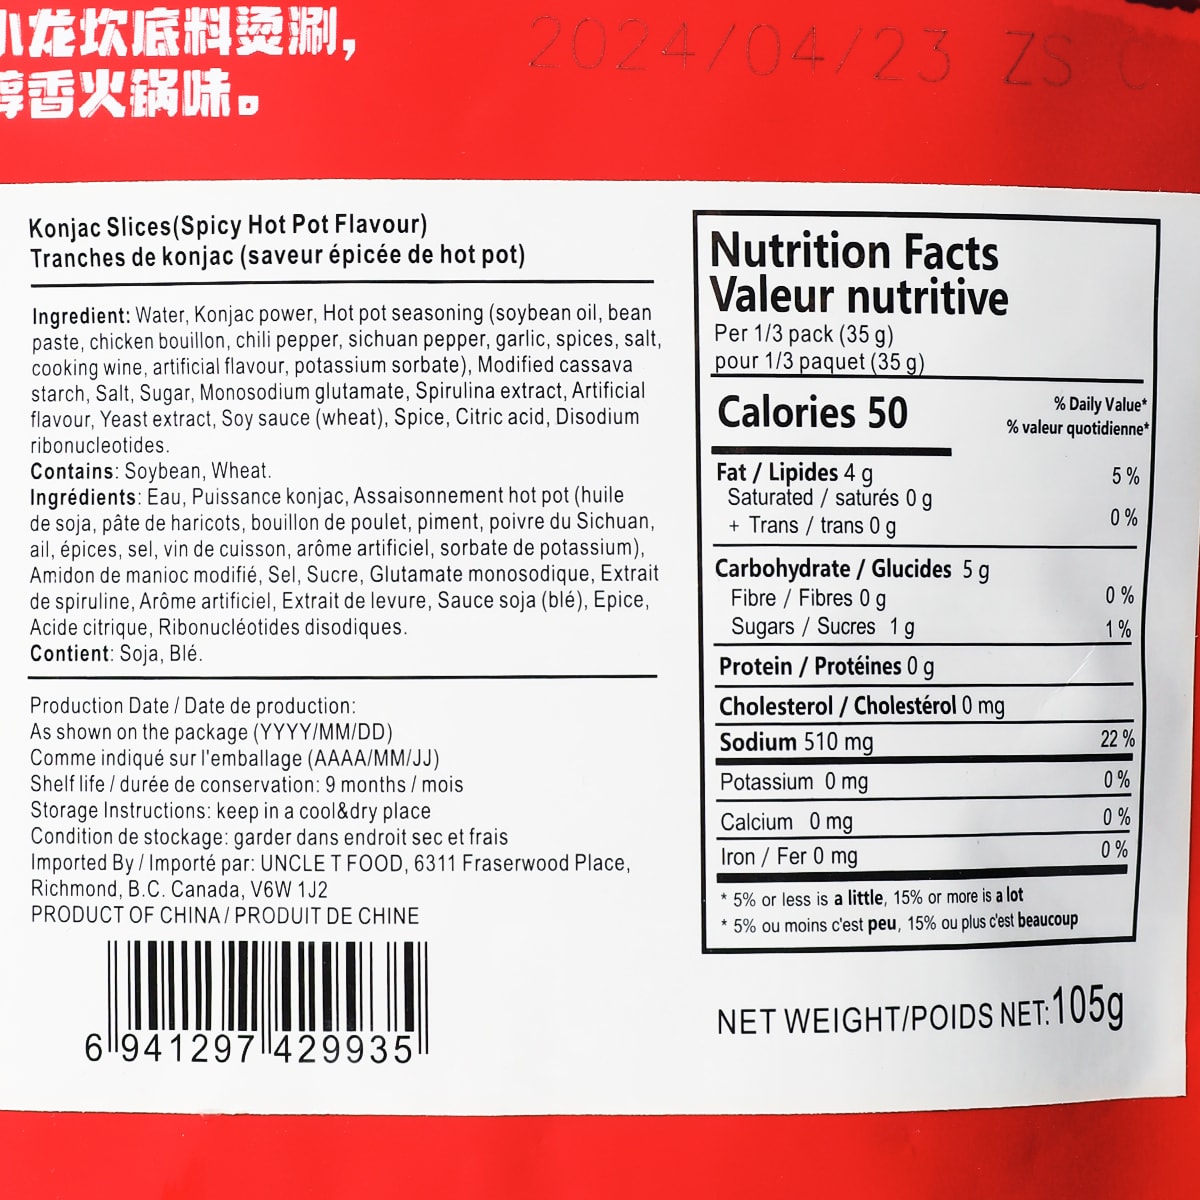 小龙坎底料烫涮,
醇香火锅味。
2024/04/23 ZS C
Konjac Slices(Spicy Hot Pot Flavour)
Tranches de konjac (saveur épicée de hot pot)
Ingredient: Water, Konjac power, Hot pot seasoning (soybean oil, bean
paste, chicken bouillon, chili pepper, sichuan pepper, garlic, spices, salt,
cooking wine, artificial flavour, potassium sorbate), Modified cassava
starch, Salt, Sugar, Monosodium glutamate, Spirulina extract, Artificial
flavour, Yeast extract, Soy sauce (wheat), Spice, Citric acid, Disodium
ribonucleotides.
Contains: Soybean, Wheat.
Ingrédients: Eau, Puissance konjac, Assaisonnement hot pot (huile
de soja, pâte de haricots, bouillon de poulet, piment, poivre du Sichuan,
ail, épices, sel, vin de cuisson, arôme artificiel, sorbate de potassium),
Amidon de manioc modifié, Sel, Sucre, Glutamate monosodique, Extrait
de spiruline, Arôme artificiel, Extrait de levure, Sauce soja (blé), Epice,
Acide citrique, Ribonucléotides disodiques.
Contient: Soja, Blé.
Production Date / Date de production:
As shown on the package (YYYY/MM/DD)
Comme indiqué sur l'emballage (AAAA/MM/JJ)
Shelf life / durée de conservation: 9 months / mois
Storage Instructions: keep in a cool&dry place
Condition de stockage: garder dans endroit sec et frais
Imported By / Importé par: UNCLE T FOOD, 6311 Fraserwood Place,
Richmond, B.C. Canada, V6W 1J2
PRODUCT OF CHINA / PRODUIT DE CHINE
6 941297 429935
Nutrition Facts
Valeur nutritive
Per 1/3 pack (35 g)
pour 1/3 paquet (35 g)
Calories 50
% Daily Value*
% valeur quotidienne*
Fat / Lipides 4 g 5 %
Saturated / saturés 0 g
+ Trans / trans 0 g 0 %
Carbohydrate / Glucides 5 g
Fibre / Fibres 0 g 0 %
Sugars / Sucres 1 g 1 %
Protein / Protéines 0 g
Cholesterol / Cholestérol 0 mg
Sodium 510 mg 22 %
Potassium 0 mg 0 %
Calcium 0 mg 0 %
Iron / Fer 0 mg 0 %
* 5% or less is a little, 15% or more is a lot
* 5% ou moins c'est peu, 15% ou plus c'est beaucoup
NET WEIGHT/POIDS NET:105g